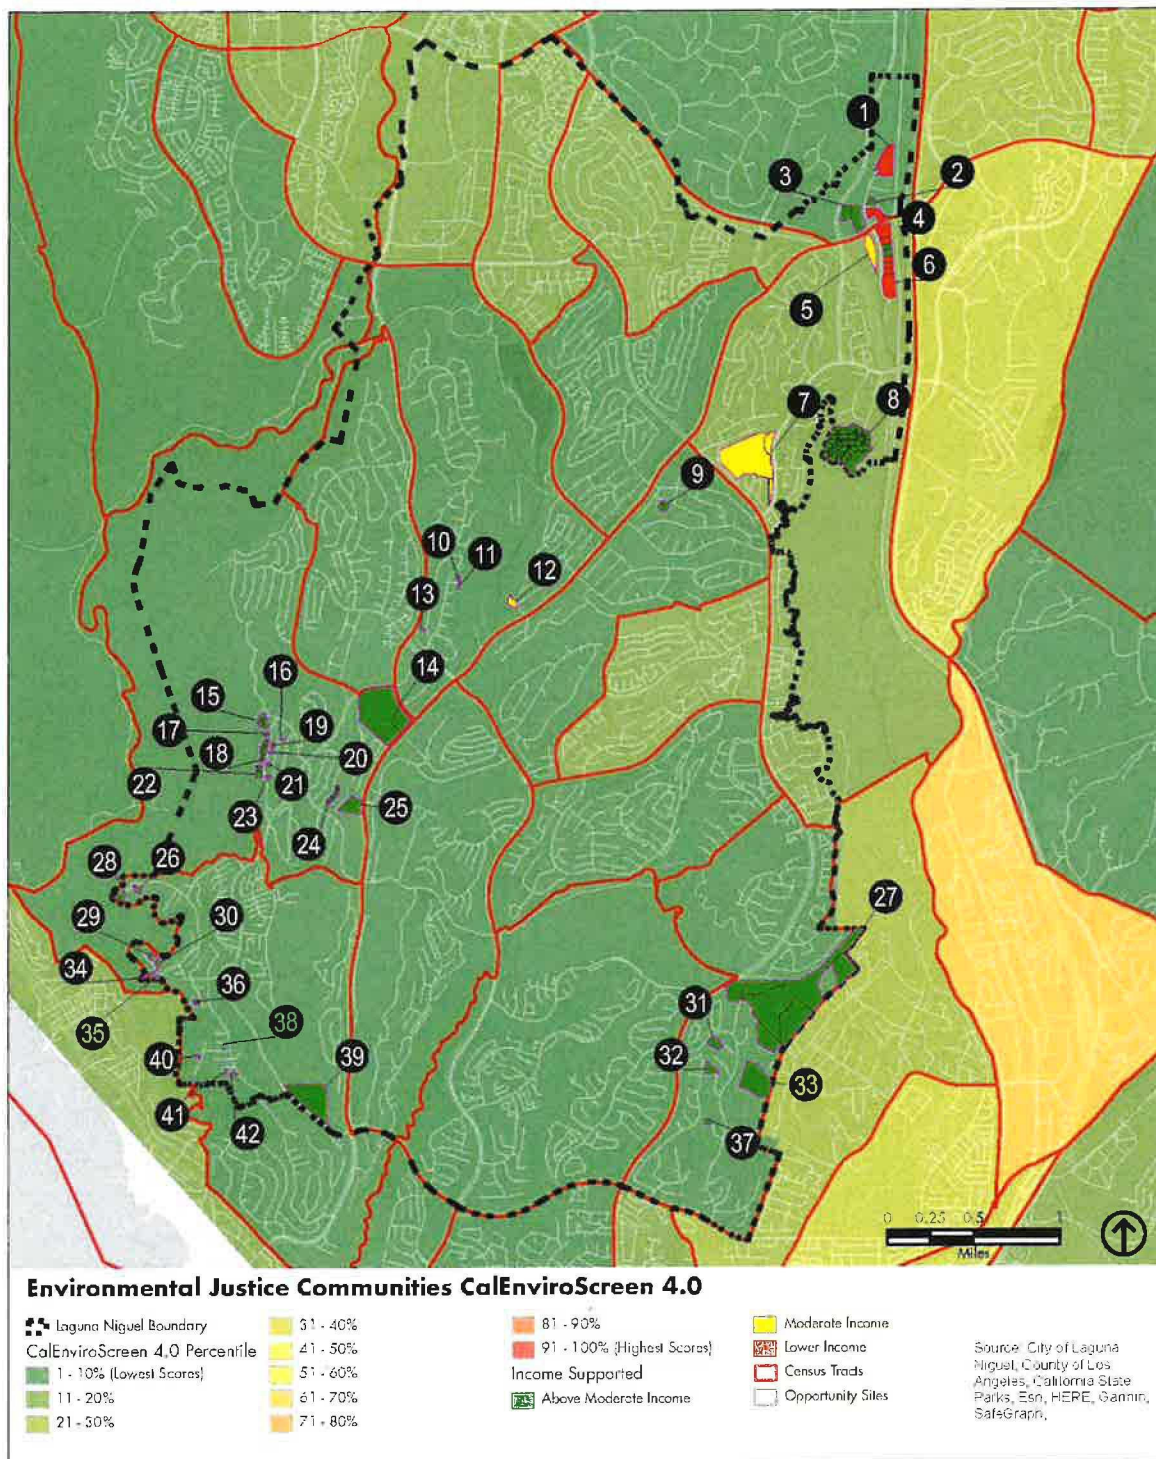 1
3
2
4
6
5
7
8
9
10
11
12
13
14
16
15
17
19
18
20
22
21
23
24
25
28
26
27
29
30
34
36
31
35
38
40
39
32
33
41
42
37
0 0.25 0.5 1
Miles
Environmental Justice Communities CalEnviroScreen 4.0
Laguna Niguel Boundary
CalEnviroScreen 4.0 Percentile
1 - 10% (Lowest Scores)
11 - 20%
21 - 30%
31 - 40%
41 - 50%
51 - 60%
61 - 70%
71 - 80%
81 - 90%
91 - 100% (Highest Scores)
Income Supported
Above Moderate Income
Moderate Income
Lower Income
Census Tracts
Opportunity Sites
Source: City of Laguna
Niguel, County of Los
Angeles, California State
Parks, Esri, HERE, Garmin,
SafeGraph,